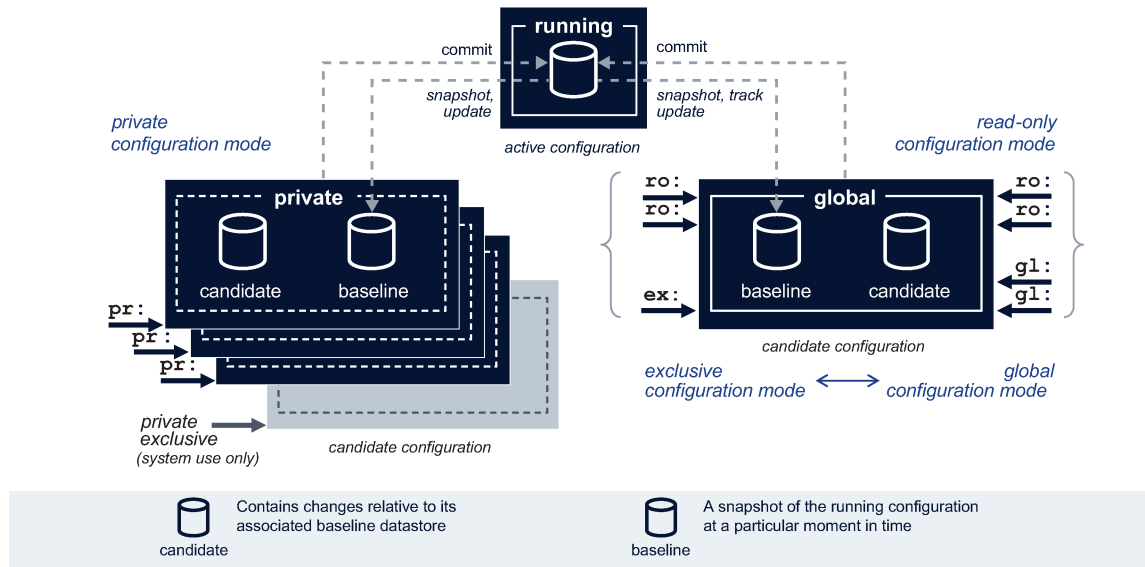 running
commit
commit
snapshot,
update
snapshot, track
update
active configuration
private
configuration mode
read-only
configuration mode
private
candidate
baseline
pr:
pr:
pr:
private
exclusive
(system use only)
candidate configuration
global
baseline
candidate
ro:
ro:
ex:
ro:
ro:
gl:
gl:
candidate configuration
exclusive
configuration mode
global
configuration mode
candidate
Contains changes relative to its
associated baseline datastore
baseline
A snapshot of the running configuration
at a particular moment in time